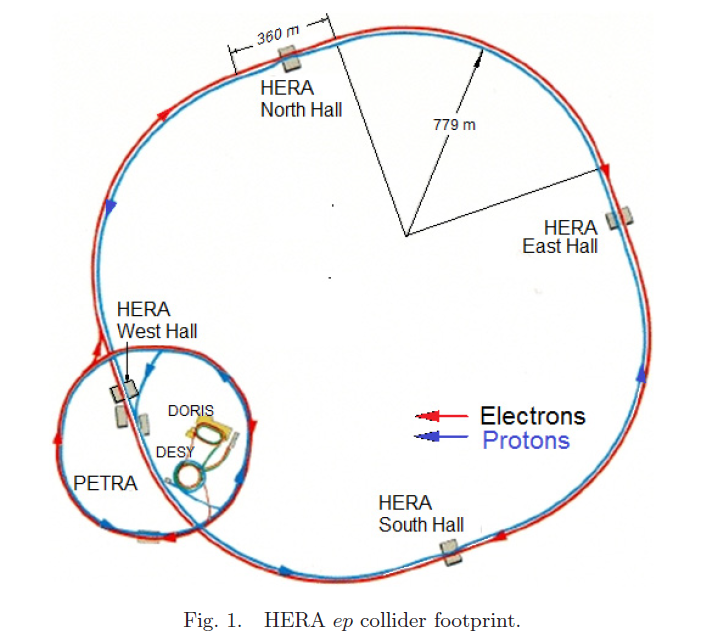 360 m
HERA
North Hall
779 m
HERA
East Hall
HERA
West Hall
DORIS
DESY
PETRA
Electrons
Protons
HERA
South Hall
Fig. 1. HERA ep collider footprint.